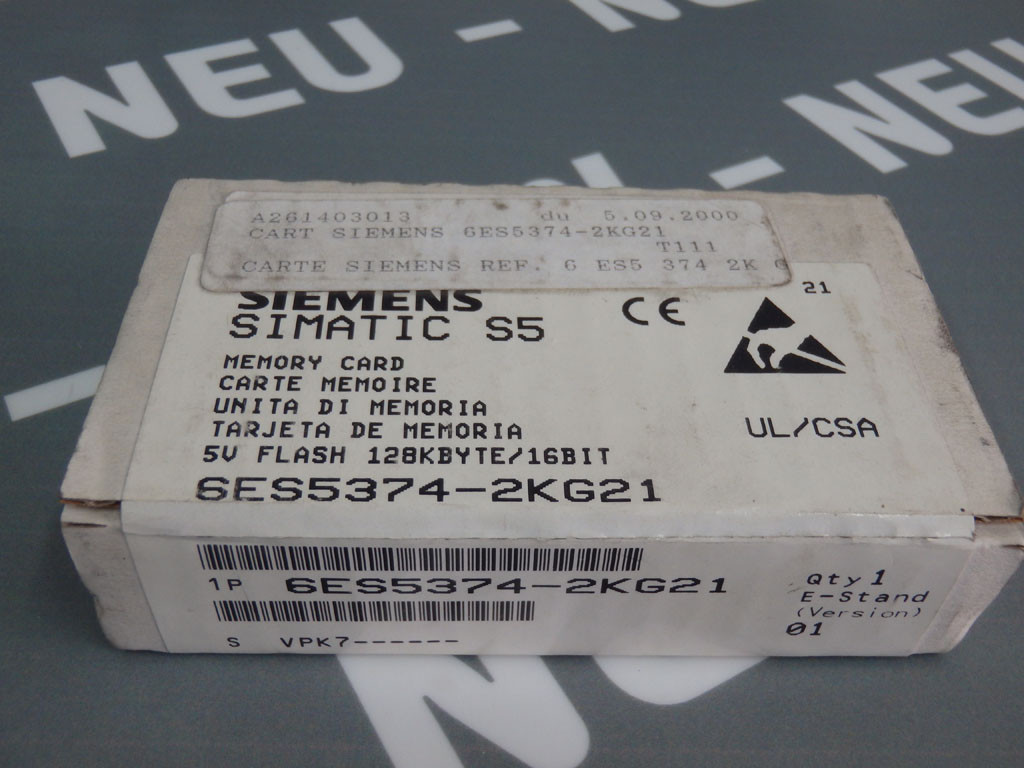 NEU -
- NEU
A261403013 du 5.09.2000
CART SIEMENS 6ES5374-2KG21
T111
CARTE SIEMENS REF. 6 ES5 374 2K
SIEMENS
SIMATIC S5
CE
21
MEMORY CARD
CARTE MEMOIRE
UNITA DI MEMORIA
TARJETA DE MEMORIA
5V FLASH 128KBYTE/16BIT
UL/CSA
6ES5374-2KG21
1P 6ES5374-2KG21
Qty 1
E-Stand
(Version)
01
S VPK7------